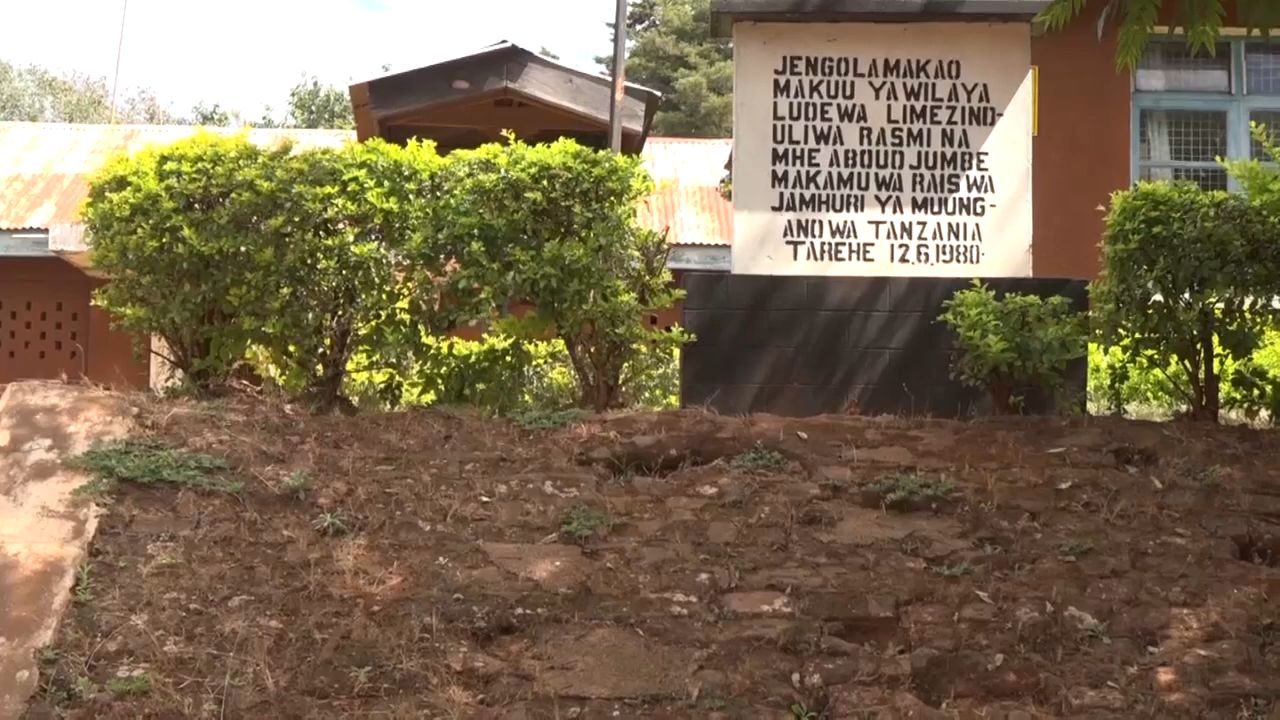 JENGO LA MAKAO
MAKUU YA WILAYA
LUDEWA LIMEZIND-
ULIWA RASMI NA
MHE ABOUD JUMBE
MAKAMU WA RAIS WA
JAMHURI YA MUUNG-
ANO WA TANZANIA
TAREHE 12.6.1980.